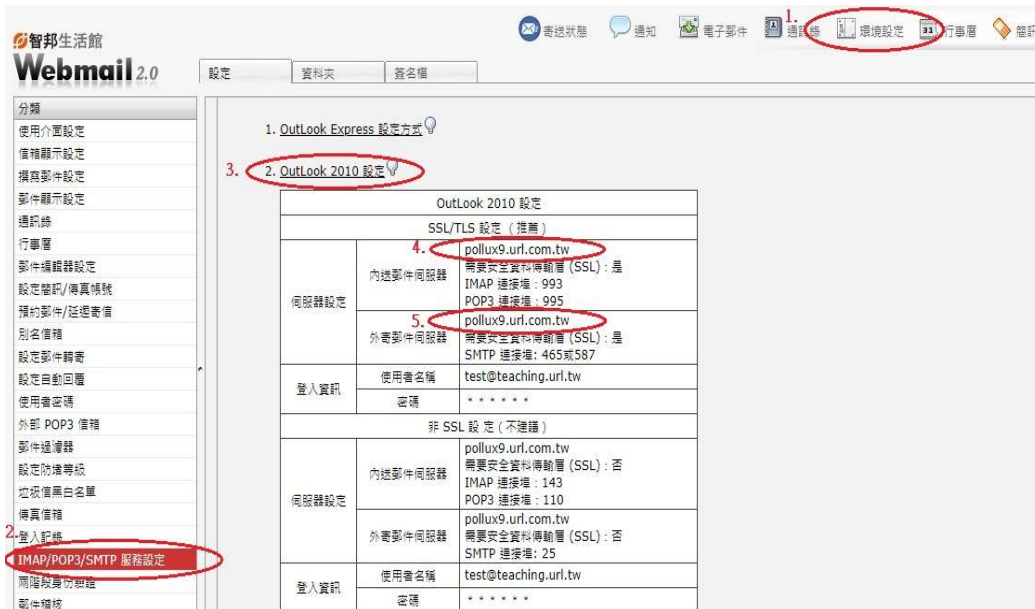 智邦生活館
Webmail 2.0
寄送狀態
通知
電子郵件
1.
通訊錄
環境設定
31
行事曆
簡訊
設定
資料夾
簽名檔
分類
使用介面設定
信箱顯示設定
撰寫郵件設定
郵件顯示設定
通訊錄
行事曆
郵件編輯器設定
設定簡訊/傳真帳號
預約郵件/延遲寄信
別名信箱
設定郵件轉寄
設定自動回覆
使用者密碼
外部 POP3 信箱
郵件過濾器
設定防堵等級
垃圾信黑白名單
傳真信箱
2.
登入記錄
IMAP/POP3/SMTP 服務設定
兩階段身份驗證
郵件稽核
1. OutLook Express 設定方式
3.
2. OutLook 2010 設定
OutLook 2010 設定
SSL/TLS 設定 (推薦)
伺服器設定
內送郵件伺服器
4.
pollux9.url.com.tw
需要安全資料傳輸層 (SSL) : 是
IMAP 連接埠 : 993
POP3 連接埠 : 995
外寄郵件伺服器
5.
pollux9.url.com.tw
需要安全資料傳輸層 (SSL) : 是
SMTP 連接埠: 465或587
登入資訊
使用者名稱
test@teaching.url.tw
密碼
* * * * * *
非 SSL 設 定 ( 不建議 )
伺服器設定
內送郵件伺服器
pollux9.url.com.tw
需要安全資料傳輸層 (SSL) : 否
IMAP 連接埠 : 143
POP3 連接埠 : 110
外寄郵件伺服器
pollux9.url.com.tw
需要安全資料傳輸層 (SSL) : 否
SMTP 連接埠: 25
登入資訊
使用者名稱
test@teaching.url.tw
密碼
* * * * * *